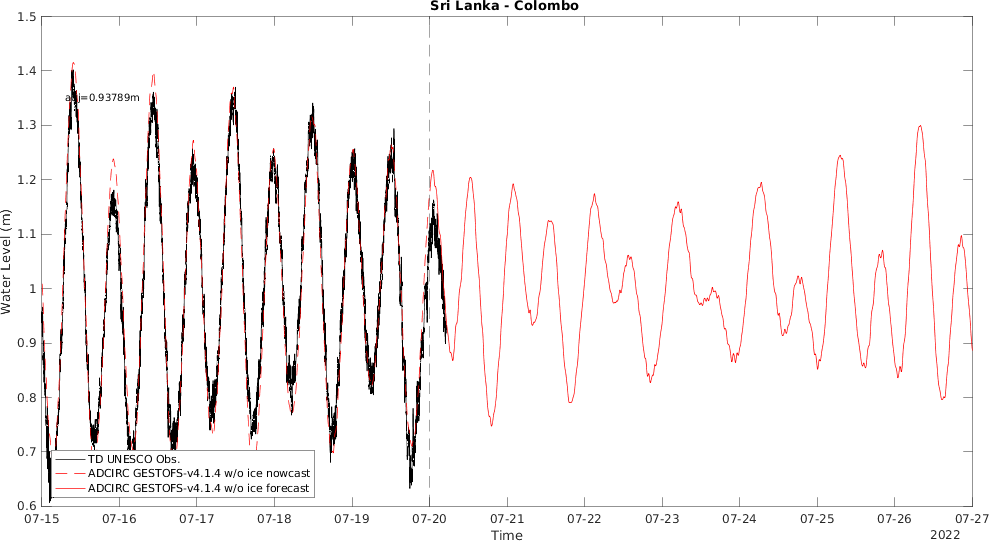 Sri Lanka - Colombo
1.5
1.4
1.3
1.2
1.1
1
0.9
0.8
0.7
0.6
Water Level (m)
adj=0.93789m
TD UNESCO Obs.
ADCIRC GESTOFS-v4.1.4 w/o ice nowcast
ADCIRC GESTOFS-v4.1.4 w/o ice forecast
07-15 07-16 07-17 07-18 07-19 07-20 07-21 07-22 07-23 07-24 07-25 07-26 07-27
Time
2022